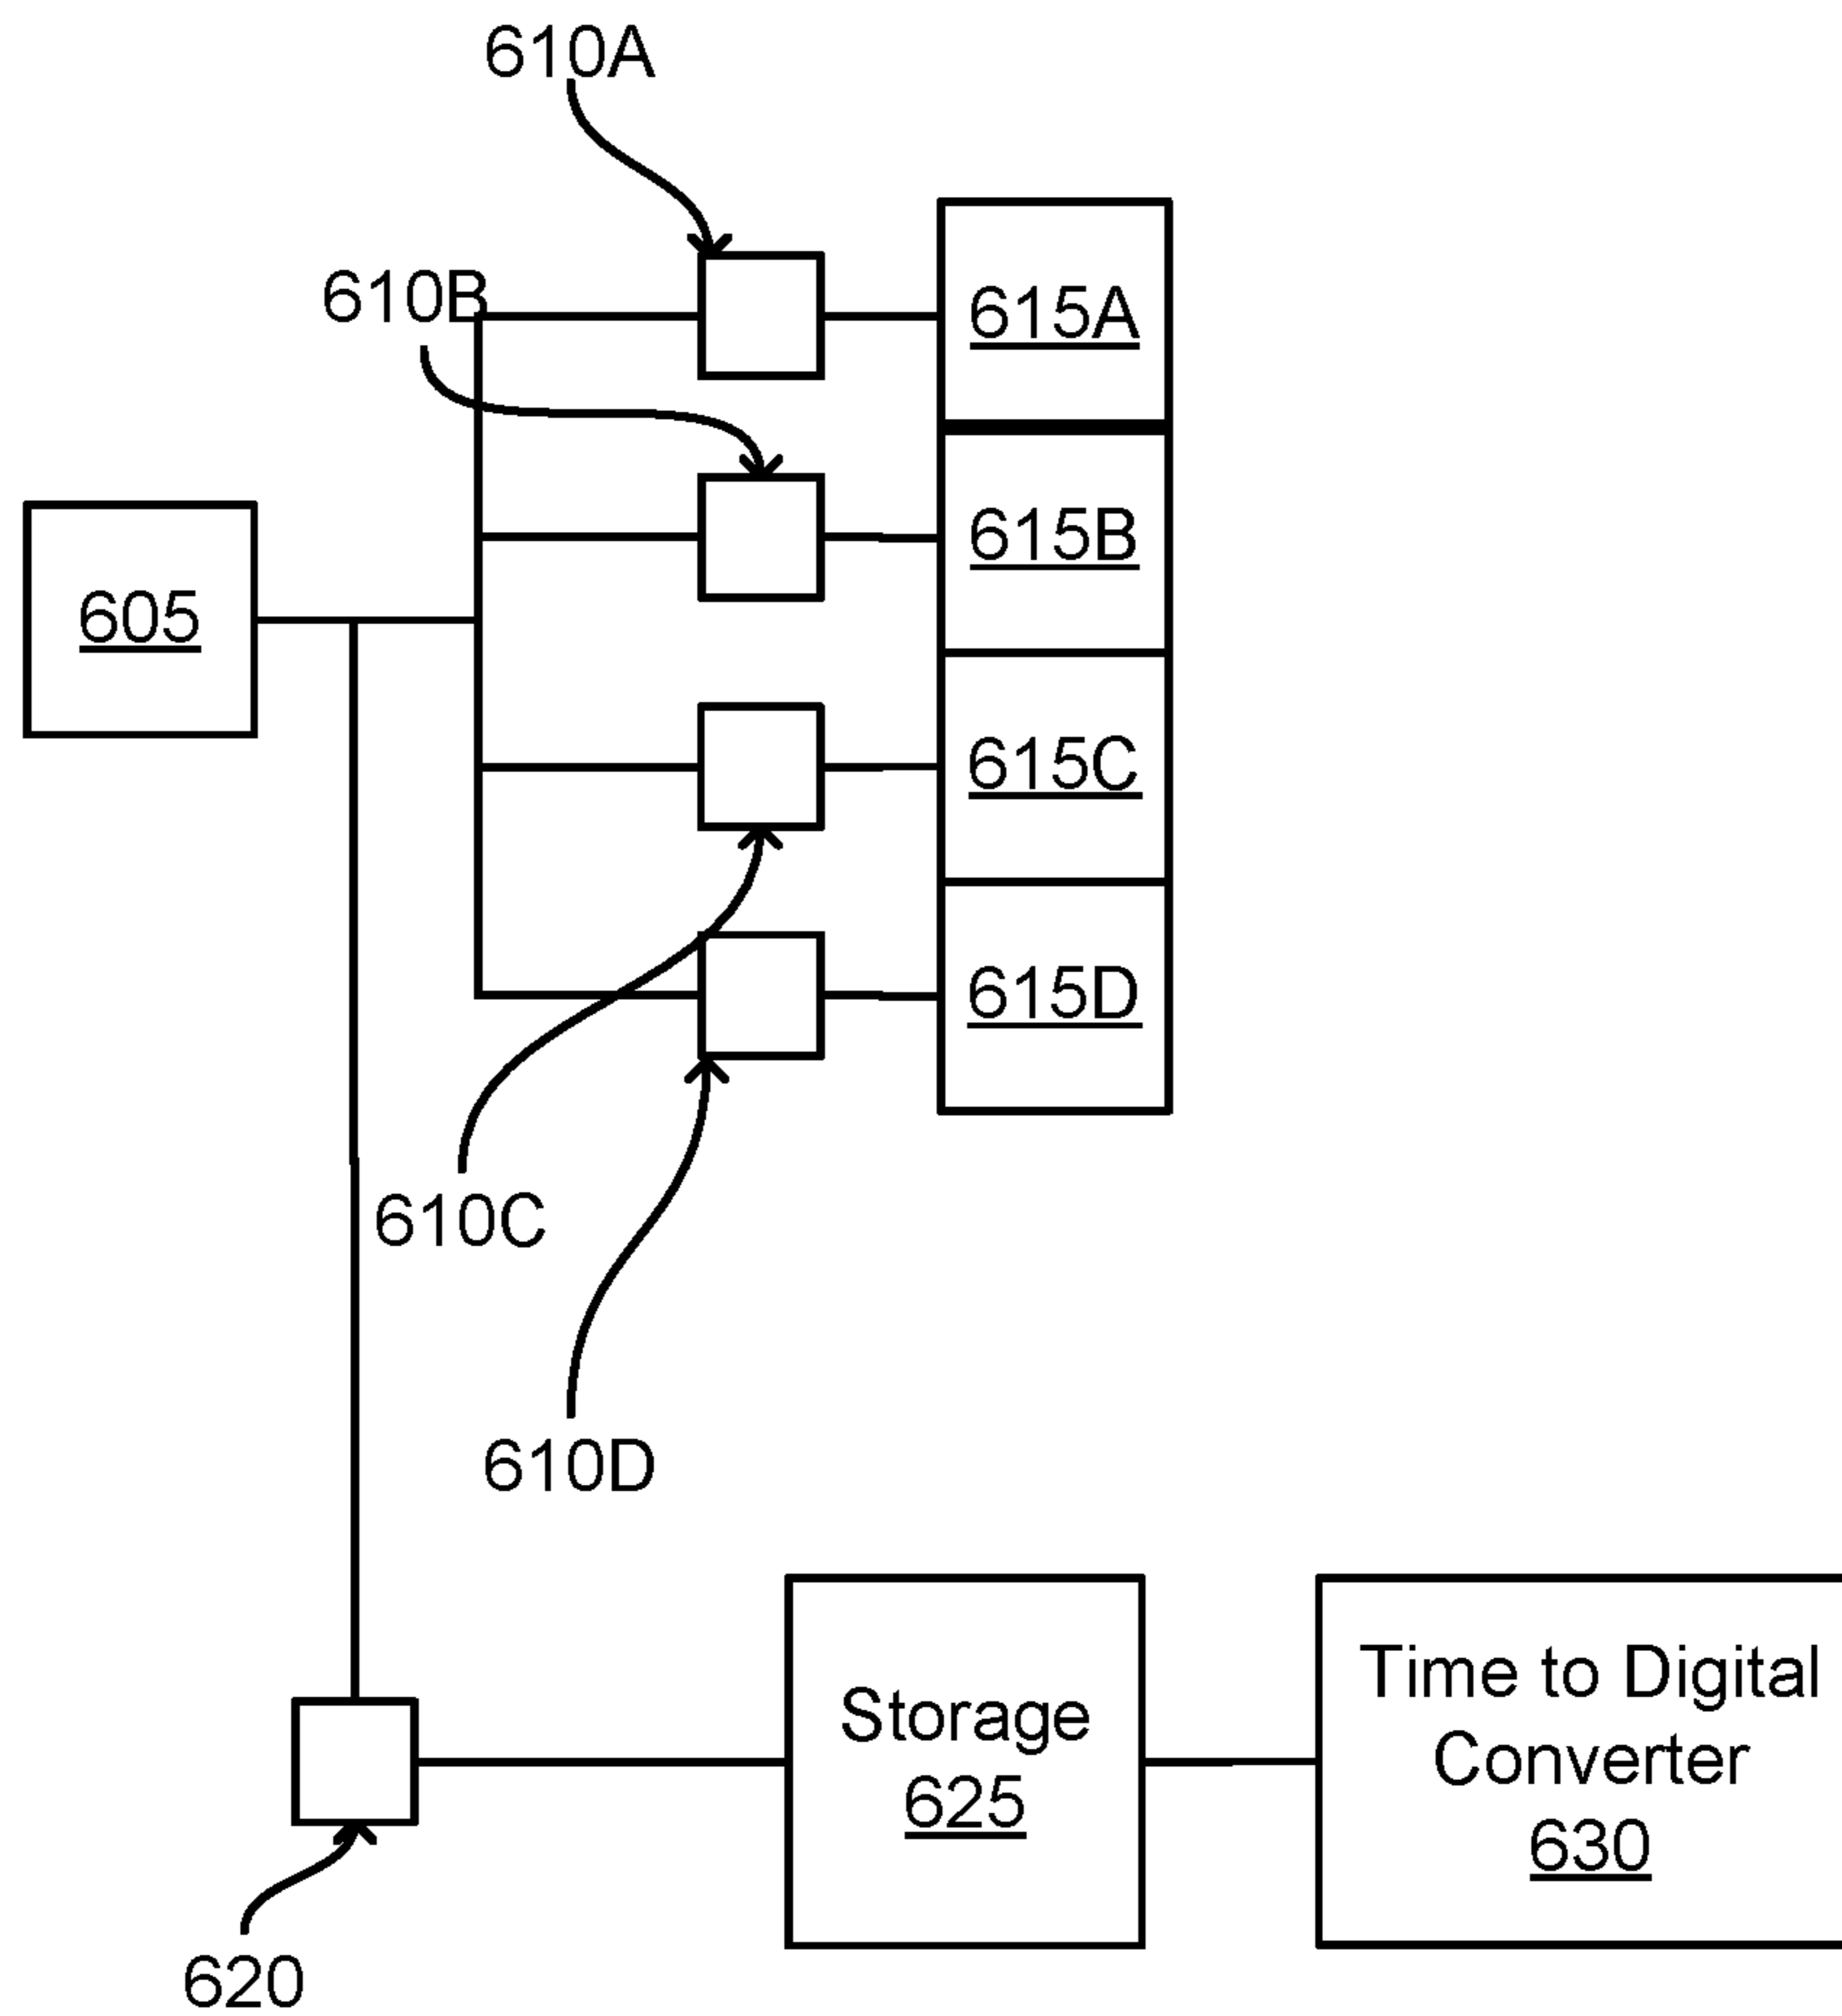 610A
610B
615A
615B
605
615C
615D
610C
610D
Storage
625
Time to Digital
Converter
630
620